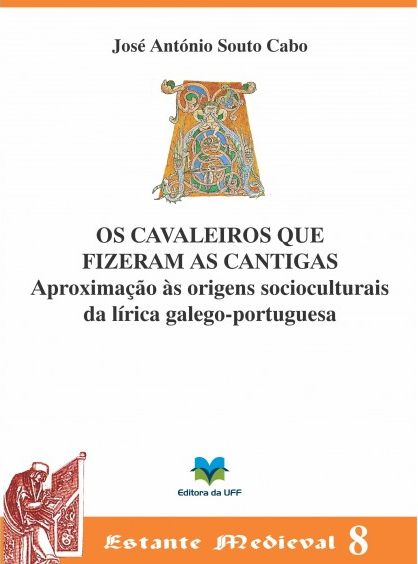 José António Souto Cabo
OS CAVALEIROS QUE
FIZERAM AS CANTIGAS
Aproximação às origens socioculturais
da lírica galego-portuguesa
Editora da UFF
Estante Medieval 8